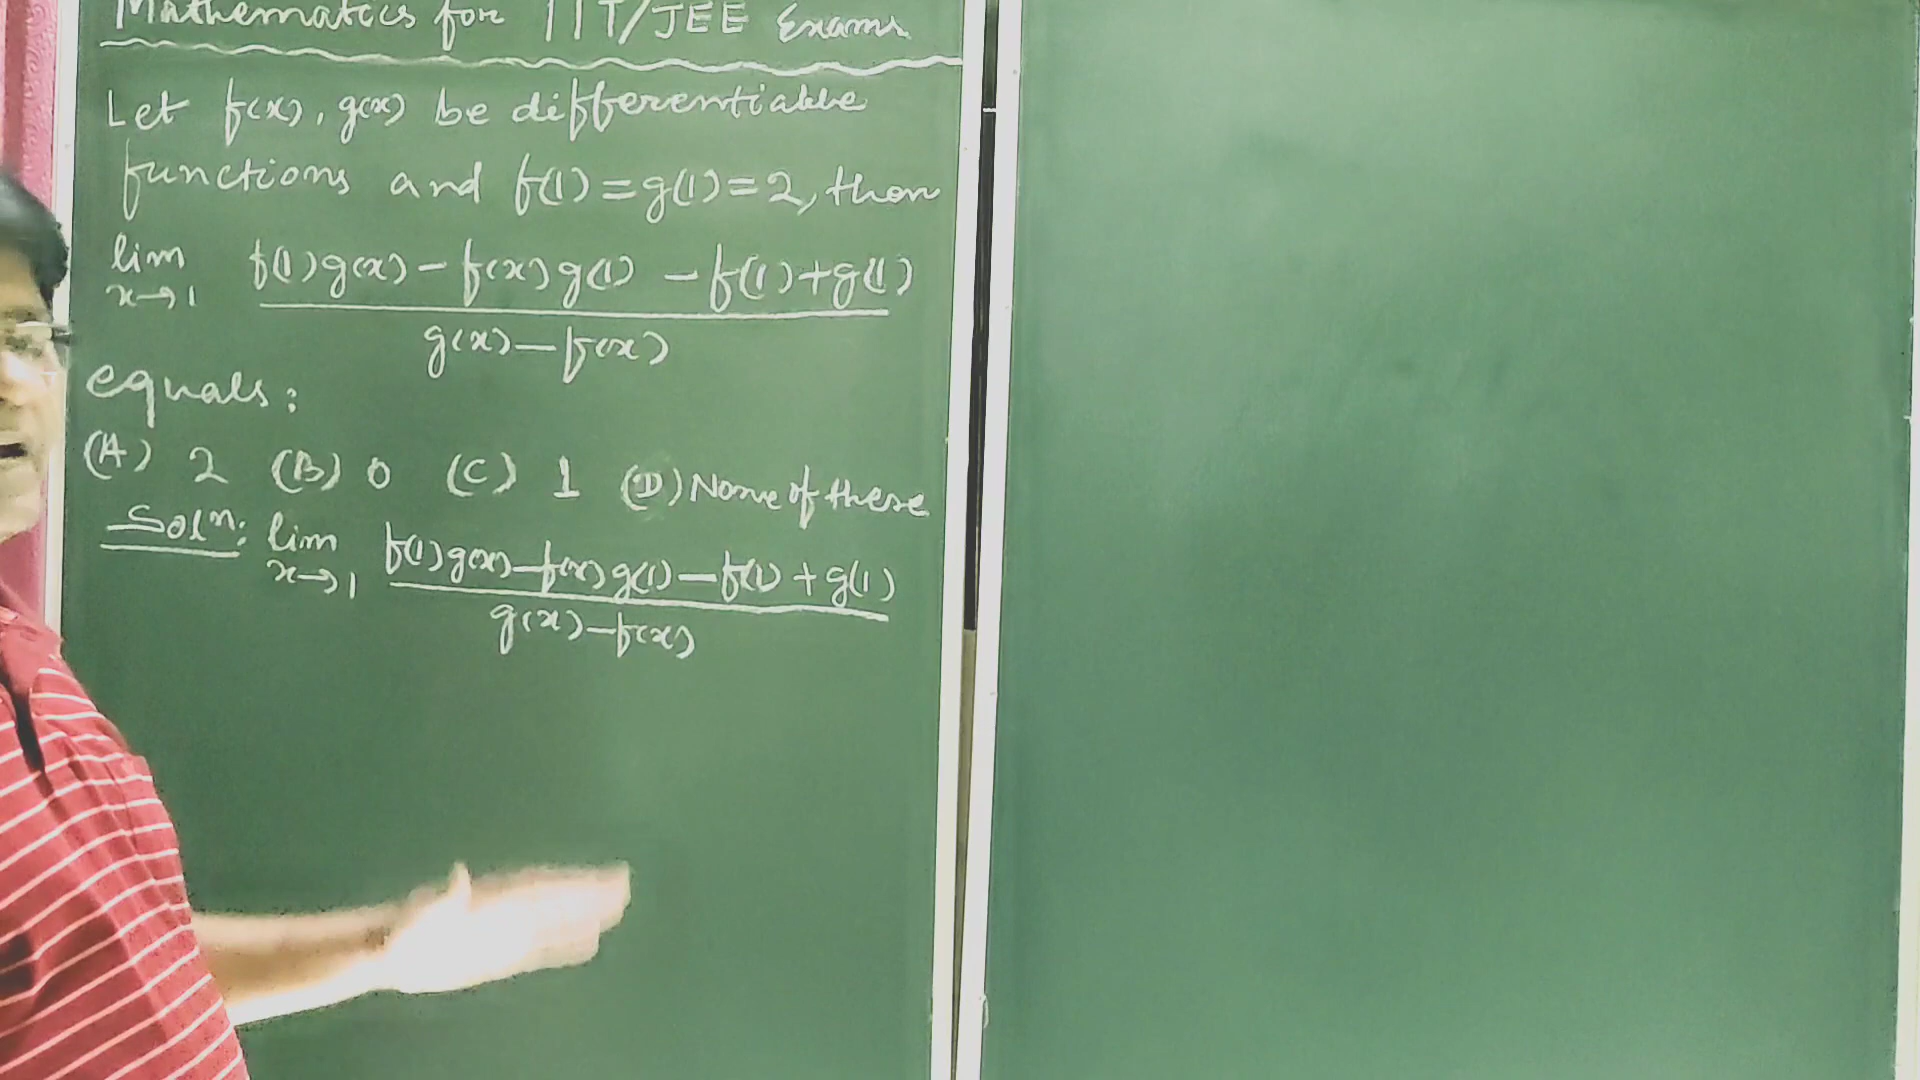 Mathematics for IIT/JEE Exams
Let f(x), g(x) be differentiable
functions and f(1)=g(1)=2, then
lim x→1 f(1)g(x)-f(x)g(1)-f(1)+g(1)
g(x)-f(x)
equals:
(A) 2 (B) 0 (C) 1 (D) None of these
Solⁿ: lim x→1 f(1)g(x)-f(x)g(1)-f(1)+g(1)
g(x)-f(x)